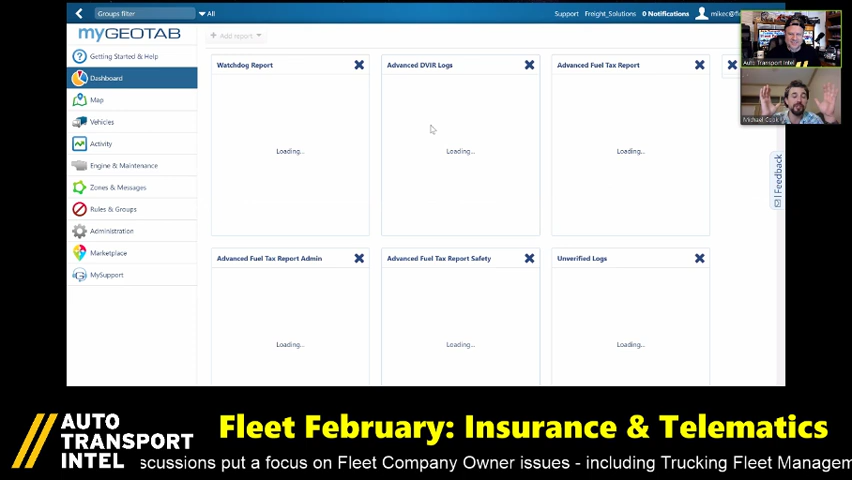 Groups filter
All
Support
Freight_Solutions
0 Notifications
mikec@fl
myGEOTAB
Add report
Getting Started & Help
Dashboard
Map
Vehicles
Activity
Engine & Maintenance
Zones & Messages
Rules & Groups
Administration
Marketplace
MySupport
Watchdog Report
Loading...
Advanced DVIR Logs
Loading...
Advanced Fuel Tax Report
Loading...
Advanced Fuel Tax Report Admin
Loading...
Advanced Fuel Tax Report Safety
Loading...
Unverified Logs
Loading...
Feedback
Auto Transport Intel
Michael Cook
AUTO
TRANSPORT
INTEL
Fleet February: Insurance & Telematics
scussions put a focus on Fleet Company Owner issues - including Trucking Fleet Managem